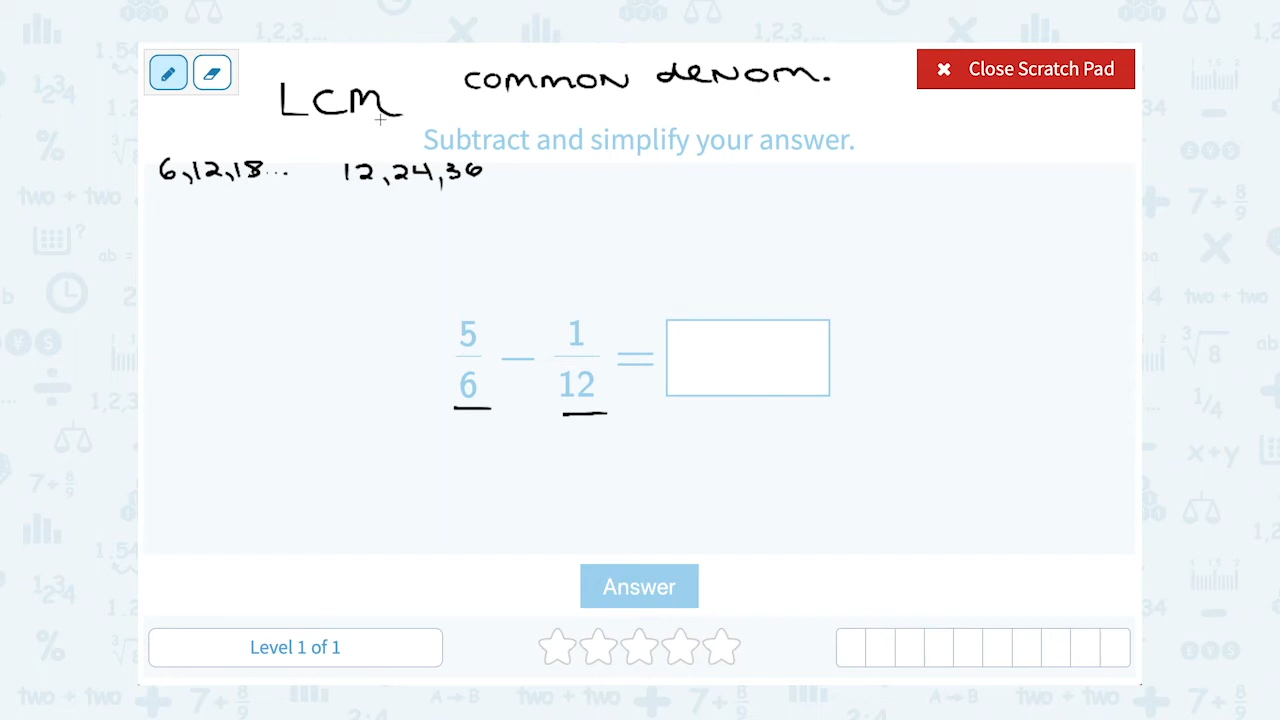 common denom.
Close Scratch Pad
LCM
Subtract and simplify your answer.
6,12,18... 12,24,36
5/6 − 1/12 =
Answer
Level 1 of 1